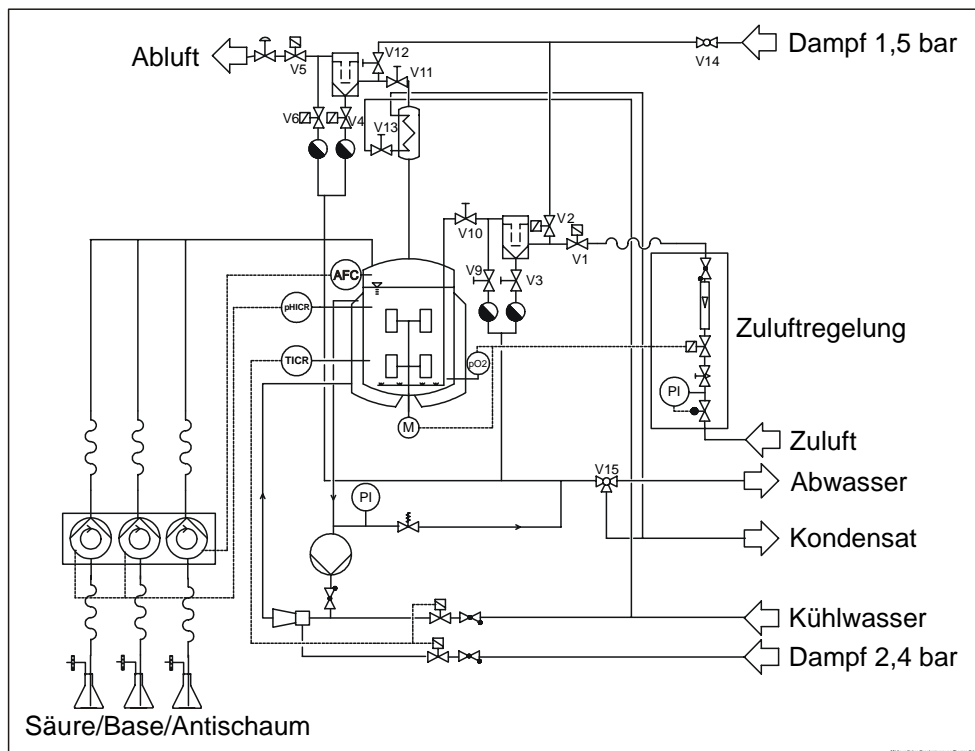 Abluft
V5
V12
V11
V14
Dampf 1,5 bar
V6
V4
V13
V10
V2
V1
AFC
V9
V3
pHICR
Zuluftregelung
TICR
pO2
PI
M
Zuluft
V15
Abwasser
PI
Kondensat
Kühlwasser
Dampf 2,4 bar
Säure/Base/Antischaum